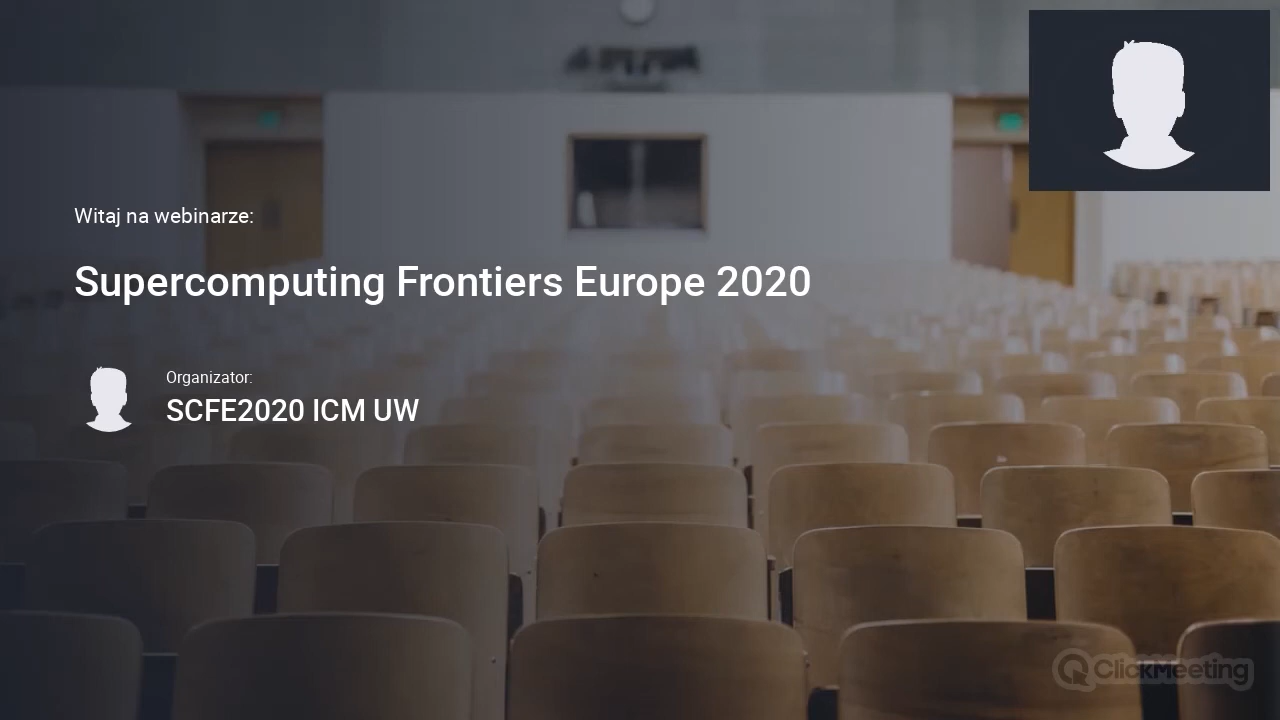 Witaj na webinarze:
Supercomputing Frontiers Europe 2020
Organizator:
SCFE2020 ICM UW
ClickMeeting